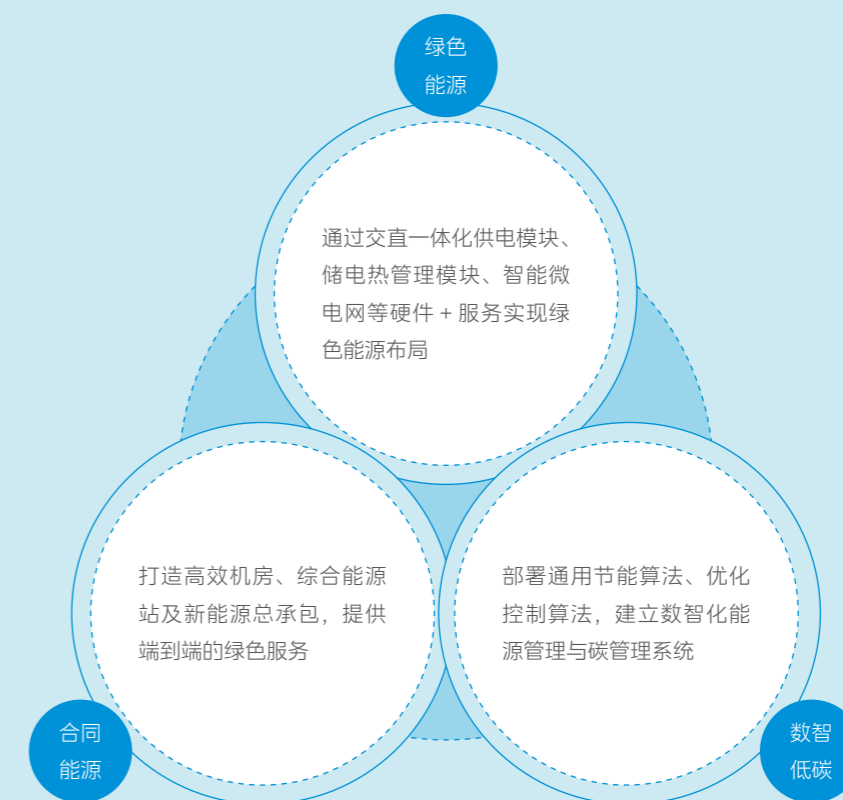 绿色
能源
通过交直一体化供电模块、
储电热管理模块、智能微
电网等硬件 + 服务实现绿
色能源布局
打造高效机房、综合能源
站及新能源总承包，提供
端到端的绿色服务
合同
能源
部署通用节能算法、优化
控制算法，建立数智化能
源管理与碳管理系统
数智
低碳